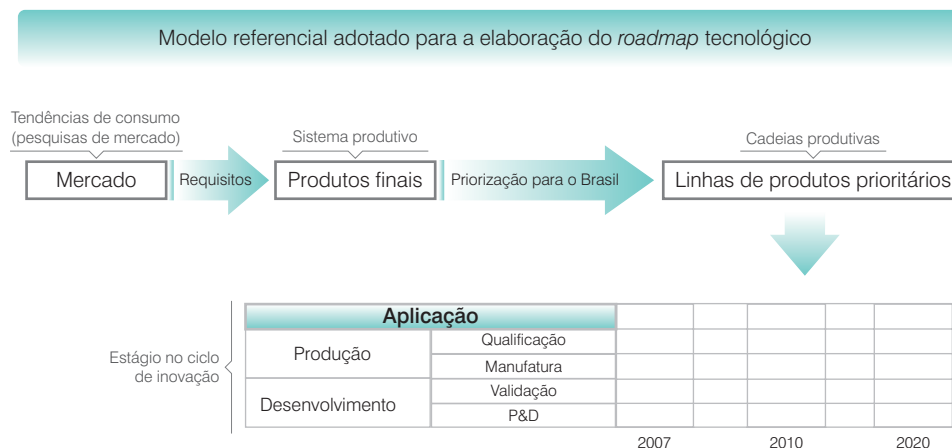 Modelo referencial adotado para a elaboração do roadmap tecnológico
Tendências de consumo
(pesquisas de mercado)
Sistema produtivo
Cadeias produtivas
Mercado
Requisitos
Produtos finais
Priorização para o Brasil
Linhas de produtos prioritários
Aplicação
Estágio no ciclo
de inovação
Produção
Qualificação
Manufatura
Desenvolvimento
Validação
P&D
2007
2010
2020